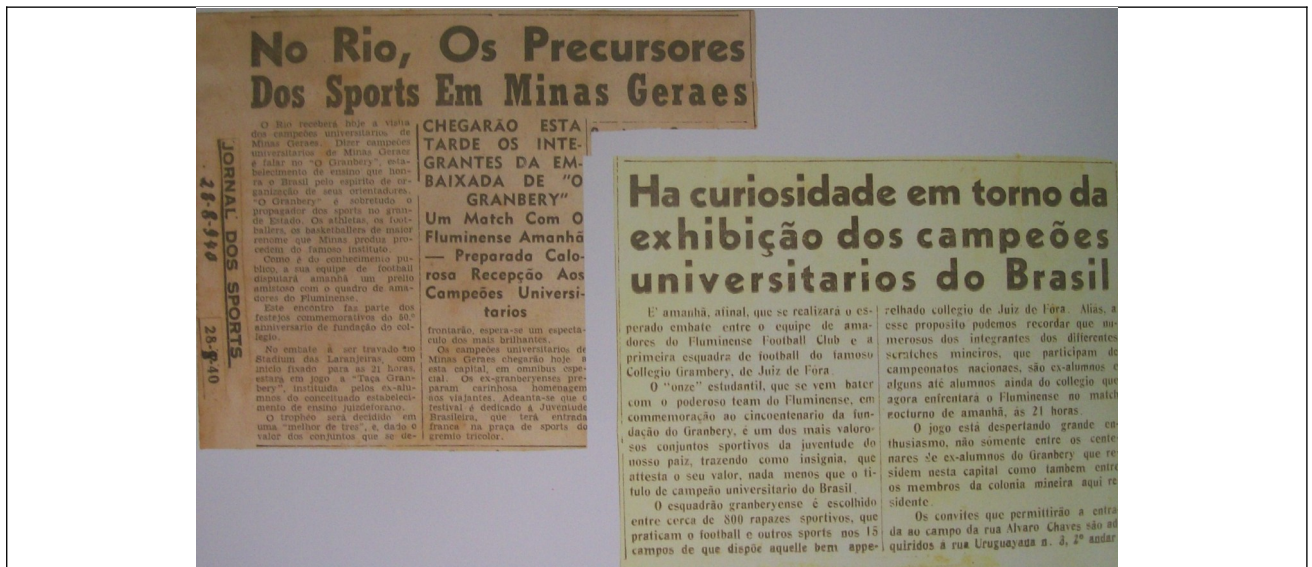 No Rio, Os Precursores
Dos Sports Em Minas Geraes
JORNAL DOS SPORTS
28-8-940
28-8-40
O Rio receberá hoje a visita
dos campeões universitarios de
Minas Geraes. Dizer campeões
universitarios de Minas Geraes
é falar no "O Granbery", esta-
belecimento de ensino que hon-
ra o Brasil pelo espirito de or-
ganização de seus orientadores.
"O Granbery" é sobretudo o
propagador dos sports no gran-
de Estado. Os athletas, os foot-
ballers, os basketballers de maior
renome que Minas produs pro-
cedem do famoso instituto.
Como é do conhecimento pu-
blico, a sua equipe de football
disputará amanhã um prelio
amistoso com o quadro de ama-
dores do Fluminense.
Este encontro faz parte dos
festejos commemorativos do 50.º
anniversario de fundação do col-
legio.
No embate a ser travado no
Stadium das Laranjeiras, com
inicio fixado para as 21 horas,
estara em jogo a "Taça Gran-
bery", instituida pelos ex-alu-
mnos do conceituado estabeleci-
mento de ensino juizdeforano.
O trophéo será decidido em
uma "melhor de tres", e, dado o
valor dos conjuntos que se de-
CHEGARÃO ESTA
TARDE OS INTE-
GRANTES DA EM-
BAIXADA DE "O
GRANBERY"
Um Match Com O
Fluminense Amanhã
— Preparada Calo-
rosa Recepção Aos
Campeões Universi-
tarios
frontarão, espera-se um especta-
culo dos mais brilhantes.
Os campeões universitarios de
Minas Geraes chegarão hoje a
esta capital, em omnibus espe-
cial. Os ex-granberyenses pre-
param carinhosa homenagem
aos viajantes. Adeanta-se que o
festival é dedicado á Juventude
Brasileira, que terá entrada
franca na praça de sports do
gremio tricolor.
Ha curiosidade em torno da
exhibição dos campeões
universitarios do Brasil
E' amanhã, afinal, que se realizará o es-
perado embate entre o equipe de ama-
dores do Fluminense Football Club e a
primeira esquadra de football do famoso
Collegio Grambery, de Juiz de Fóra.
O "onze" estudantil, que se vem bater
com o poderoso team do Fluminense, em
commemoração ao cincoentenario da fun-
dação do Granbery, é um dos mais valoro-
sos conjuntos sportivos da juventude do
nosso paiz, trazendo como insignia, que
attesta o seu valor, nada menos que o ti-
tulo de campeão universitario do Brasil.
O esquadrão granberyense é escolhido
entre cerca de 800 rapazes sportivos, que
praticam o football e outros sports nos 15
campos de que dispõe aquelle bem appe-
relhado collegio de Juiz de Fóra. Alias, a
esse proposito podemos recordar que nu-
merosos dos integrantes dos differentes
scratches mineiros, que participam de
campeonatos nacionaes, são ex-alumnos e
alguns até alumnos ainda do collegio que
agora enfrentará o Fluminense no match
nocturno de amanhã, ás 21 horas.
O jogo está despertando grande en-
thusiasmo, não sómente entre os cente-
nares de ex-alumnos do Granbery que re-
sidem nesta capital como tambem entre
os membros da colonia mineira aqui re-
sidente.
Os convites que permittirão a entra-
da ao campo da rua Alvaro Chaves são ad-
quiridos á rua Uruguayana n. 3, 2º andar